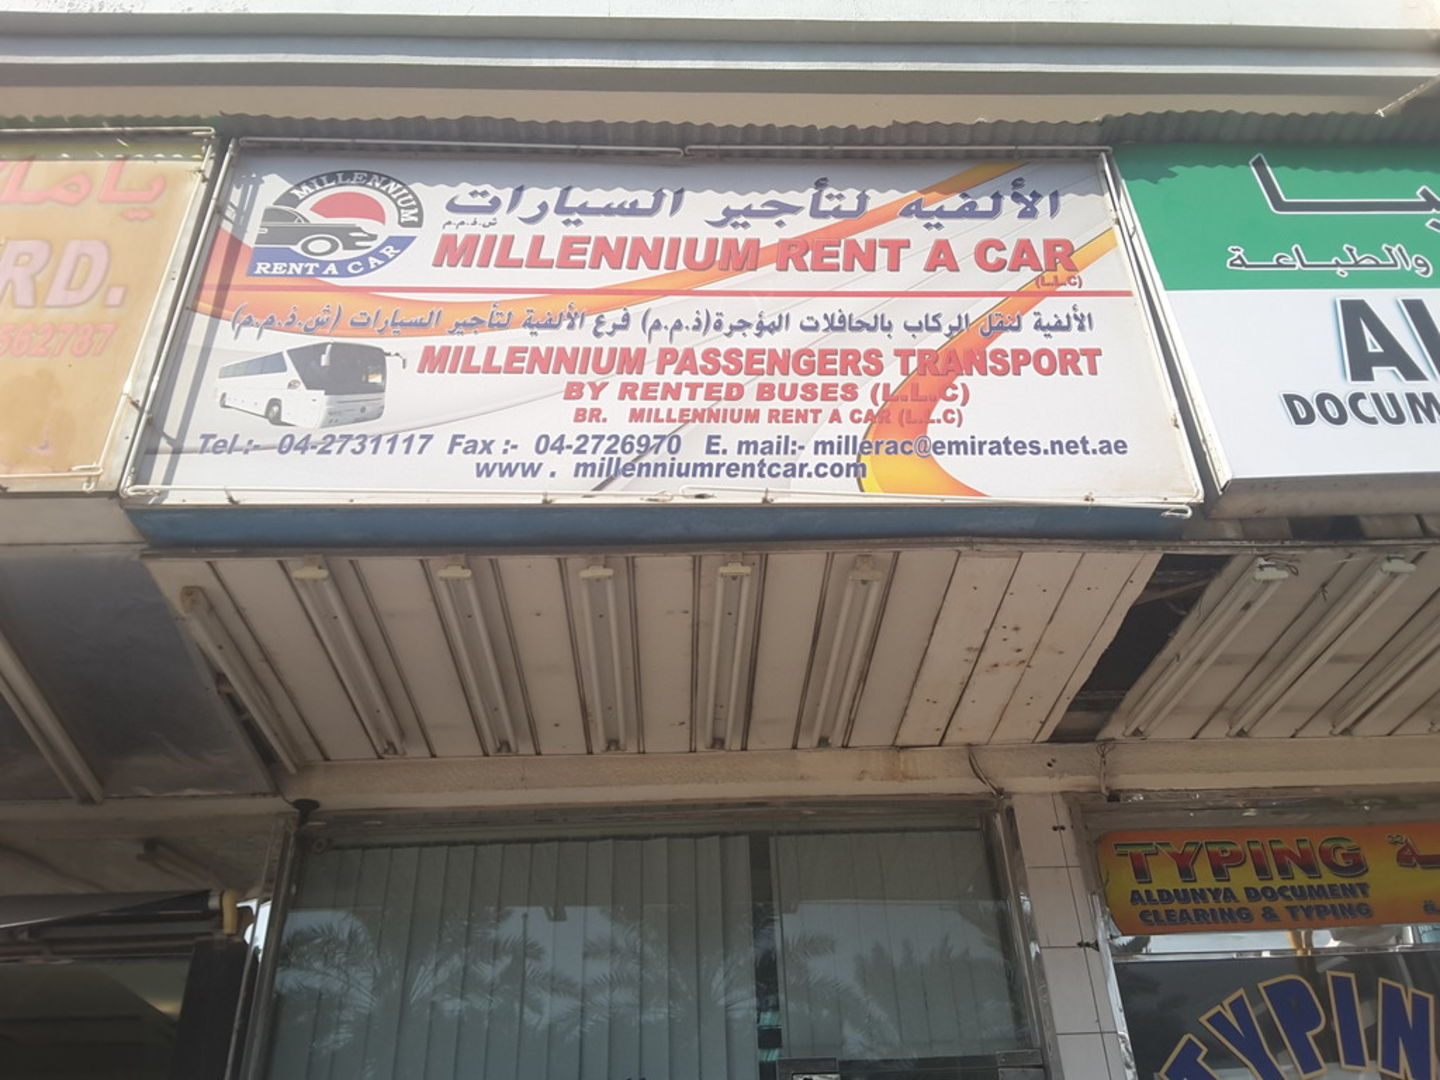 MILLENNIUM
RENT A CAR
الألفيه لتأجير السيارات
ش.ذ.م.م
MILLENNIUM RENT A CAR
(L.L.C)
الألفية لنقل الركاب بالحافلات المؤجرة(ذ.م.م) فرع الألفية لتأجير السيارات (ش.ذ.م.م)
MILLENNIUM PASSENGERS TRANSPORT
BY RENTED BUSES (L.L.C)
BR. MILLENNIUM RENT A CAR (L.L.C)
Tel:- 04-2731117 Fax :- 04-2726970 E. mail:- millerac@emirates.net.ae
www . millenniumrentcar.com
RD.
562787
والطباعة
DOCUM
TYPING
ALDUNYA DOCUMENT
CLEARING & TYPING
TYPIN